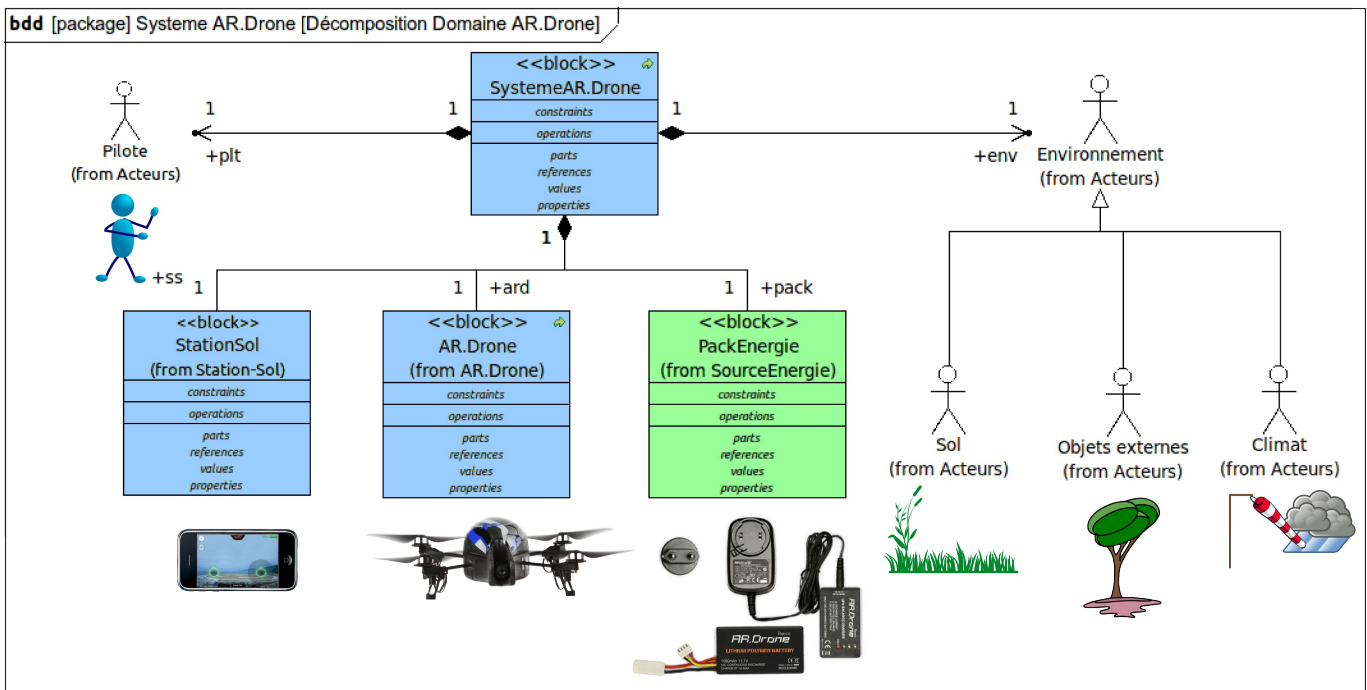 bdd [package] Systeme AR.Drone [Décomposition Domaine AR.Drone]
<<block>>
SystemeAR.Drone
constraints
operations
parts
references
values
properties
1
1
+plt
Pilote
(from Acteurs)
1
1
+env
Environnement
(from Acteurs)
1
+ss
1
1
+ard
1
+pack
<<block>>
StationSol
(from Station-Sol)
constraints
operations
parts
references
values
properties
<<block>>
AR.Drone
(from AR.Drone)
constraints
operations
parts
references
values
properties
<<block>>
PackEnergie
(from SourceEnergie)
constraints
operations
parts
references
values
properties
Sol
(from Acteurs)
Objets externes
(from Acteurs)
Climat
(from Acteurs)
AR.Drone
AR.Drone
LITHIUM POLYMER BATTERY